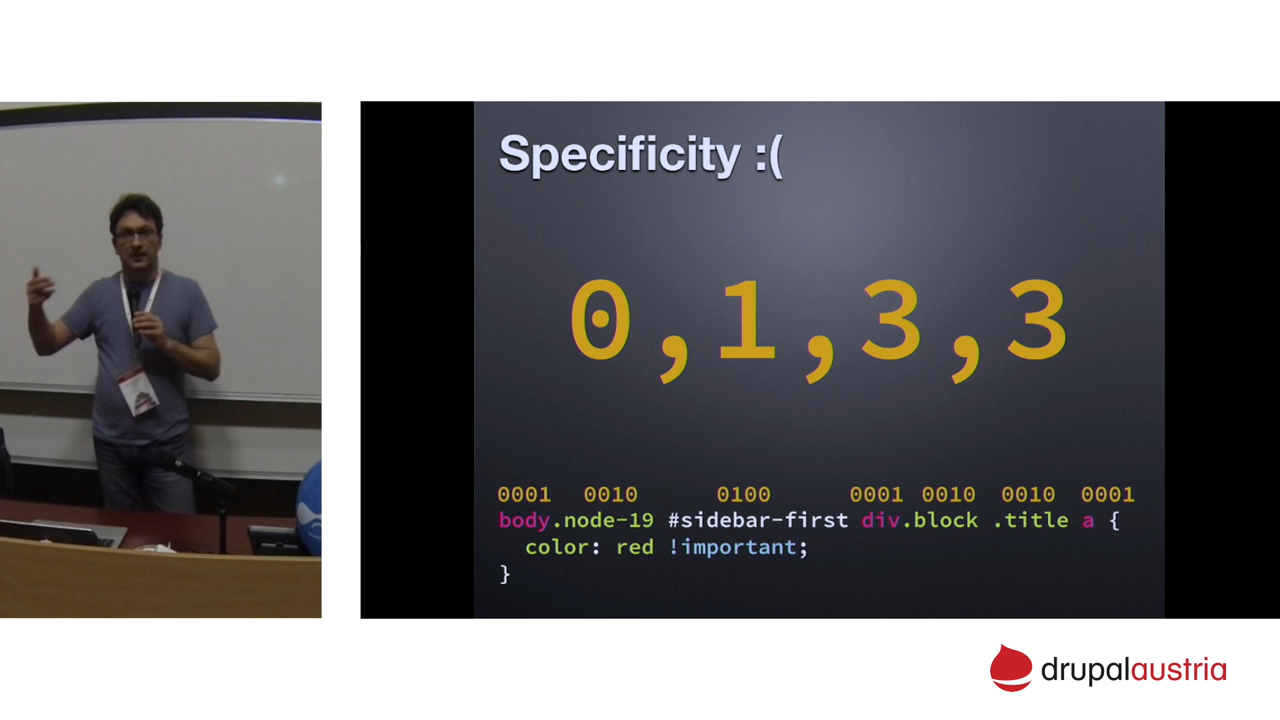 Specificity :(
0,1,3,3
0001 0010 0100 0001 0010 0010 0001
body.node-19 #sidebar-first div.block .title a {
color: red !important;
}
drupalaustria